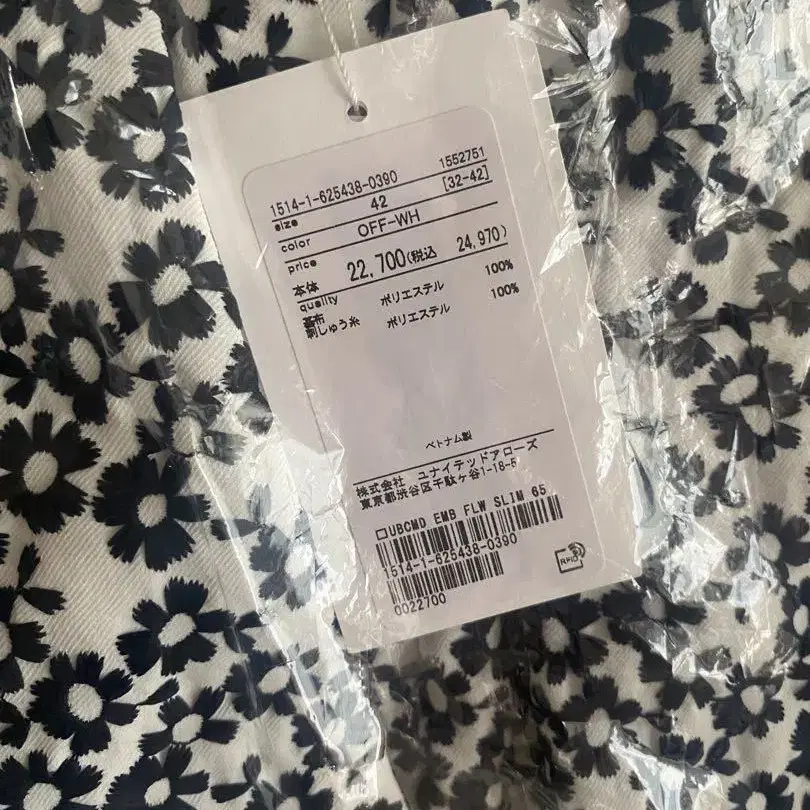 1514-1-625438-0390 1552751
size 42 [32-42]
color OFF-WH
price
本体 22,700(税込 24,970)
quality
基布 ポリエステル 100%
刺しゅう糸 ポリエステル 100%
ベトナム製
株式会社 ユナイテッドアローズ
東京都渋谷区千駄ケ谷1-18-5
□UBCMD EMB FLW SLIM 65
1514-1-625438-0390
0022700
RFID